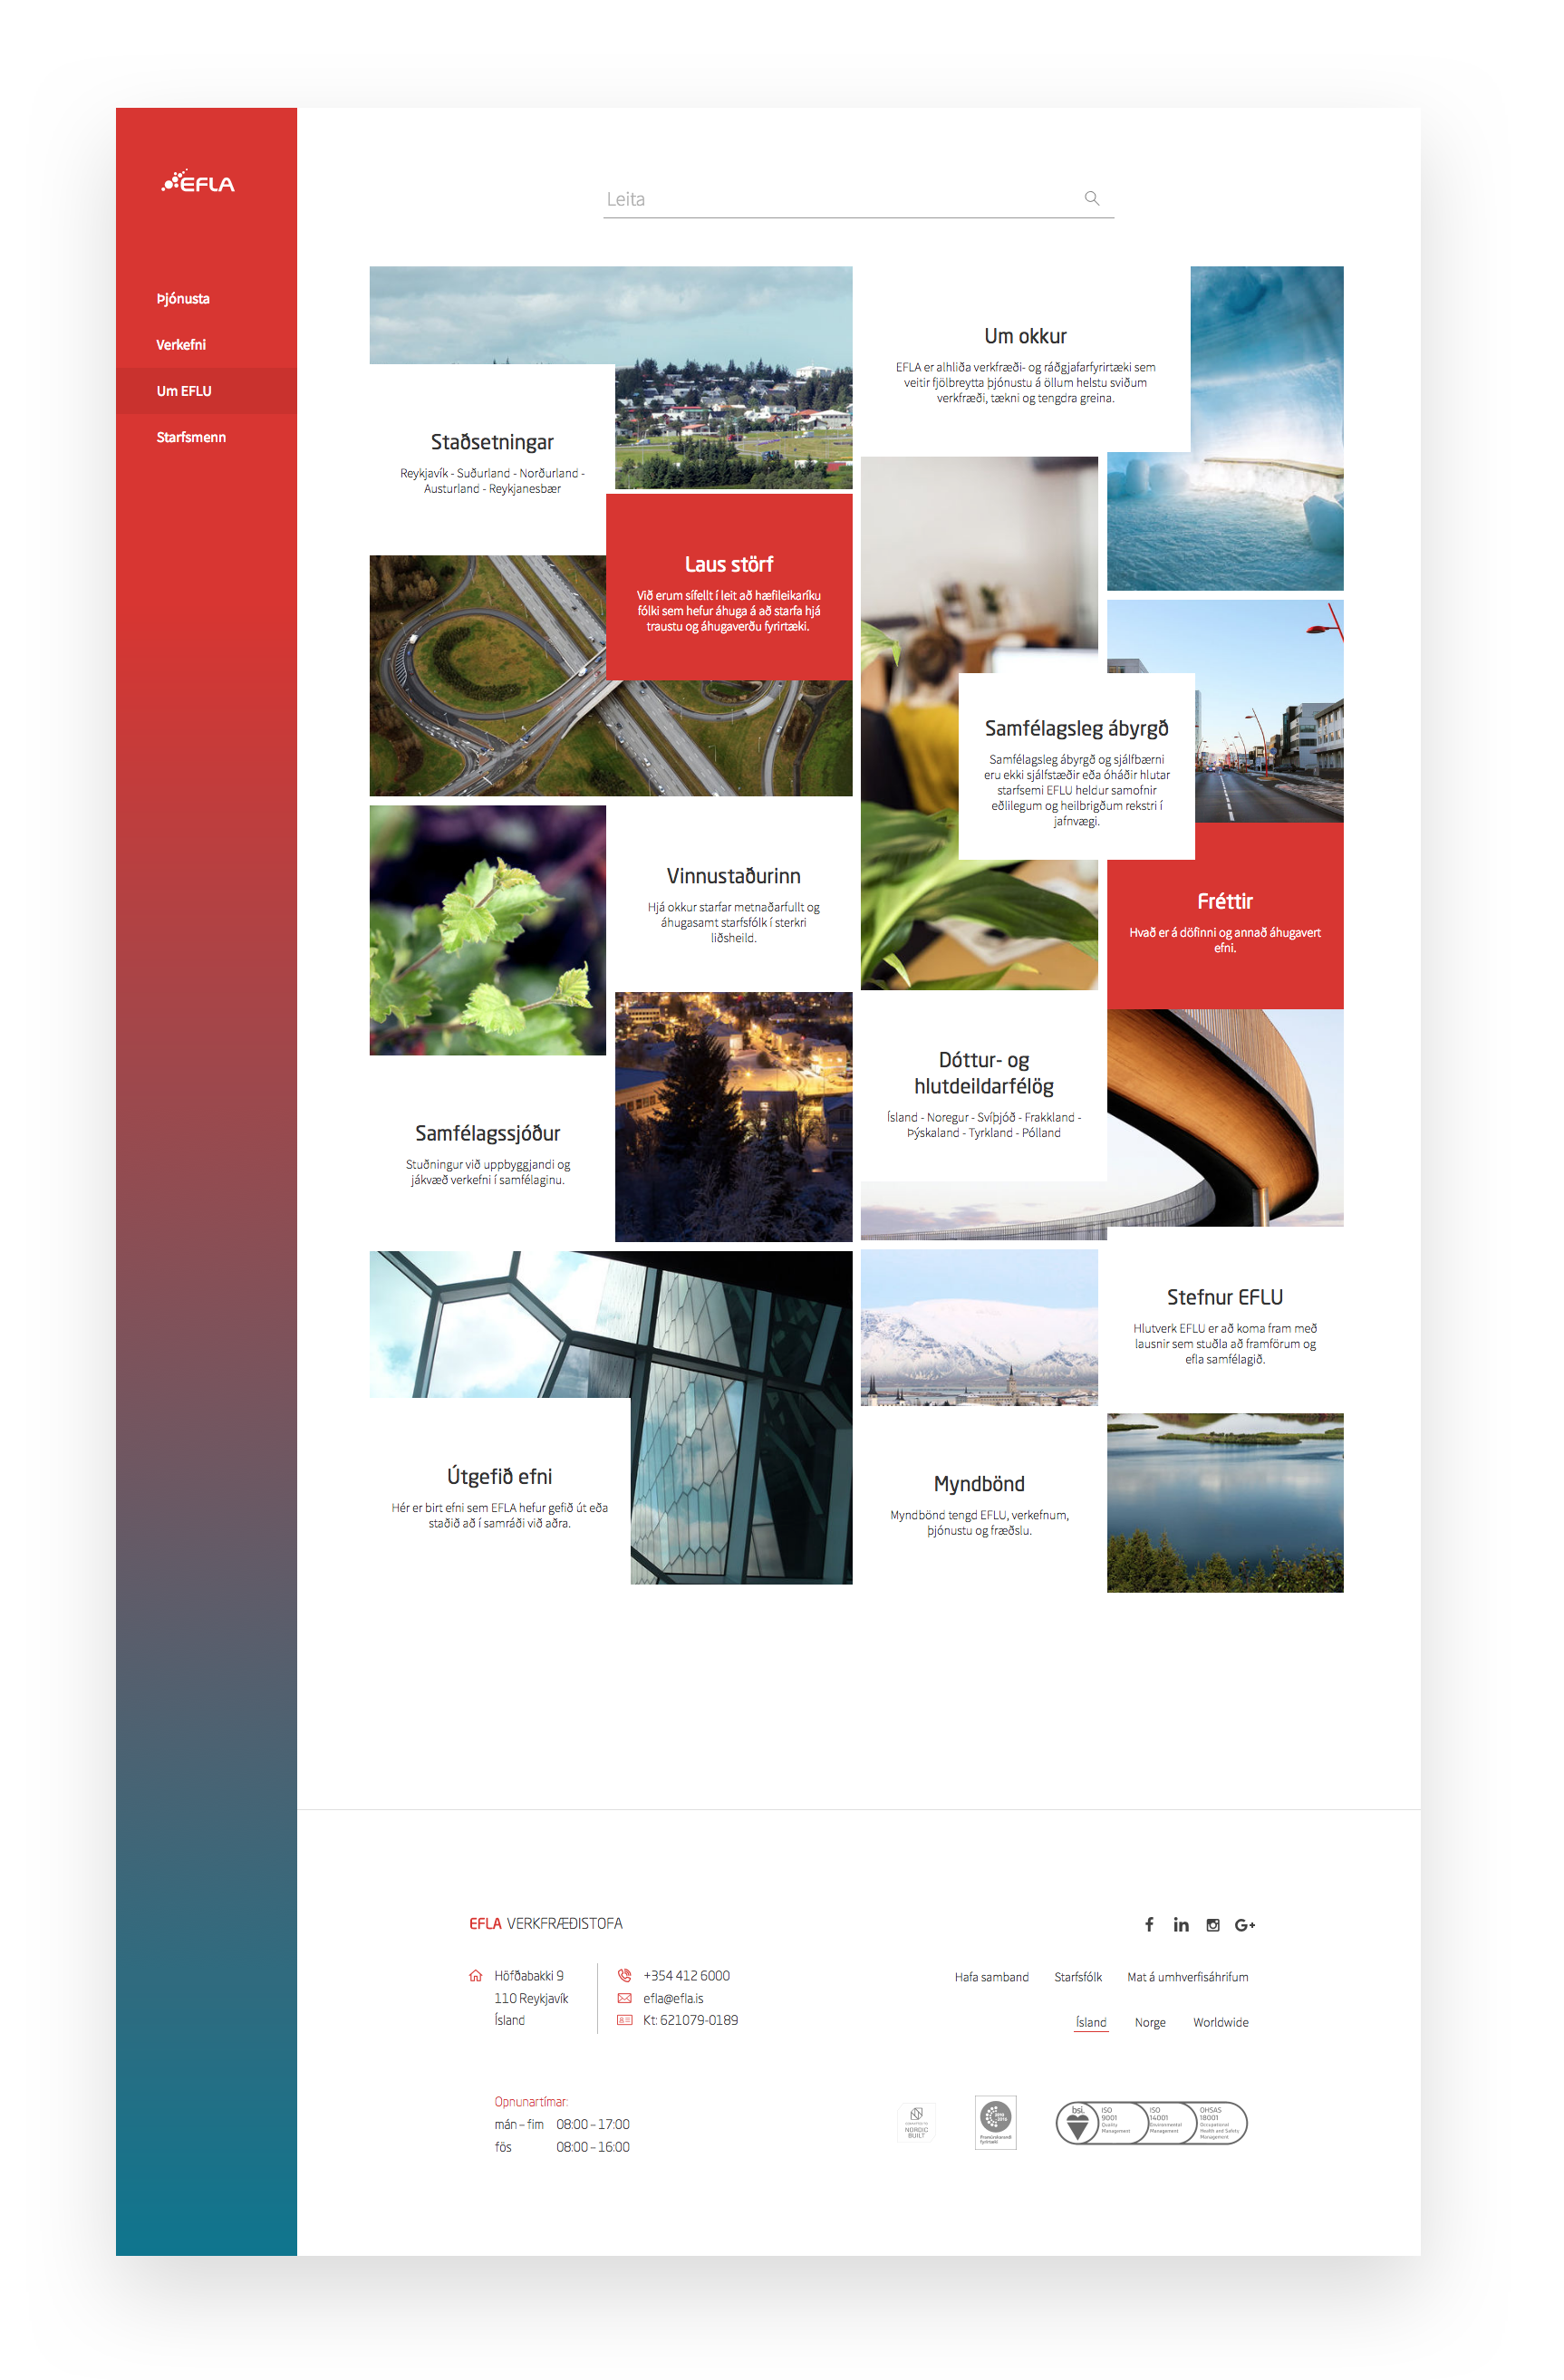 EFLA
Þjónusta
Verkefni
Um EFLU
Starfsmenn
Leita
Um okkur
EFLA er alhliða verkfræði- og ráðgjafarfyrirtæki sem
veitir fjölbreytta þjónustu á öllum helstu sviðum
verkfræði, tækni og tengdra greina.
Staðsetningar
Reykjavík - Suðurland - Norðurland -
Austurland - Reykjanesbær
Laus störf
Við erum sífellt í leit að hæfileikaríku
fólki sem hefur áhuga á að starfa hjá
traustu og áhugaverðu fyrirtæki.
Samfélagsleg ábyrgð
Samfélagsleg ábyrgð og sjálfbærni
eru ekki sjálfstæðir eða óháðir hlutar
starfsemi EFLU heldur samofnir
eðlilegum og heilbrigðum rekstri í
jafnvægi.
Vinnustaðurinn
Hjá okkur starfar metnaðarfullt og
áhugasamt starfsfólk í sterkri
liðsheild.
Fréttir
Hvað er á döfinni og annað áhugavert
efni.
Dóttur- og
hlutdeildarfélög
Ísland - Noregur - Svíþjóð - Frakkland -
Þýskaland - Tyrkland - Pólland
Samfélagssjóður
Stuðningur við uppbyggjandi og
jákvæð verkefni í samfélaginu.
Stefnur EFLU
Hlutverk EFLU er að koma fram með
lausnir sem stuðla að framförum og
efla samfélagið.
Útgefið efni
Hér er birt efni sem EFLA hefur gefið út eða
staðið að í samráði við aðra.
Myndbönd
Myndbönd tengd EFLU, verkefnum,
þjónustu og fræðslu.
EFLA VERKFRÆÐISTOFA
Höfðabakki 9
110 Reykjavík
Ísland
+354 412 6000
efla@efla.is
Kt: 621079-0189
Opnunartímar:
mán – fim 08:00 – 17:00
fös 08:00 – 16:00
f in G+
Hafa samband Starfsfólk Mat á umhverfisáhrifum
Ísland Norge Worldwide
NORDIC
BUILT
Framúrskarandi
fyrirtæki
bsi.
ISO
9001
Quality
Management
ISO
14001
Environmental
Management
OHSAS
18001
Occupational
Health and Safety
Management